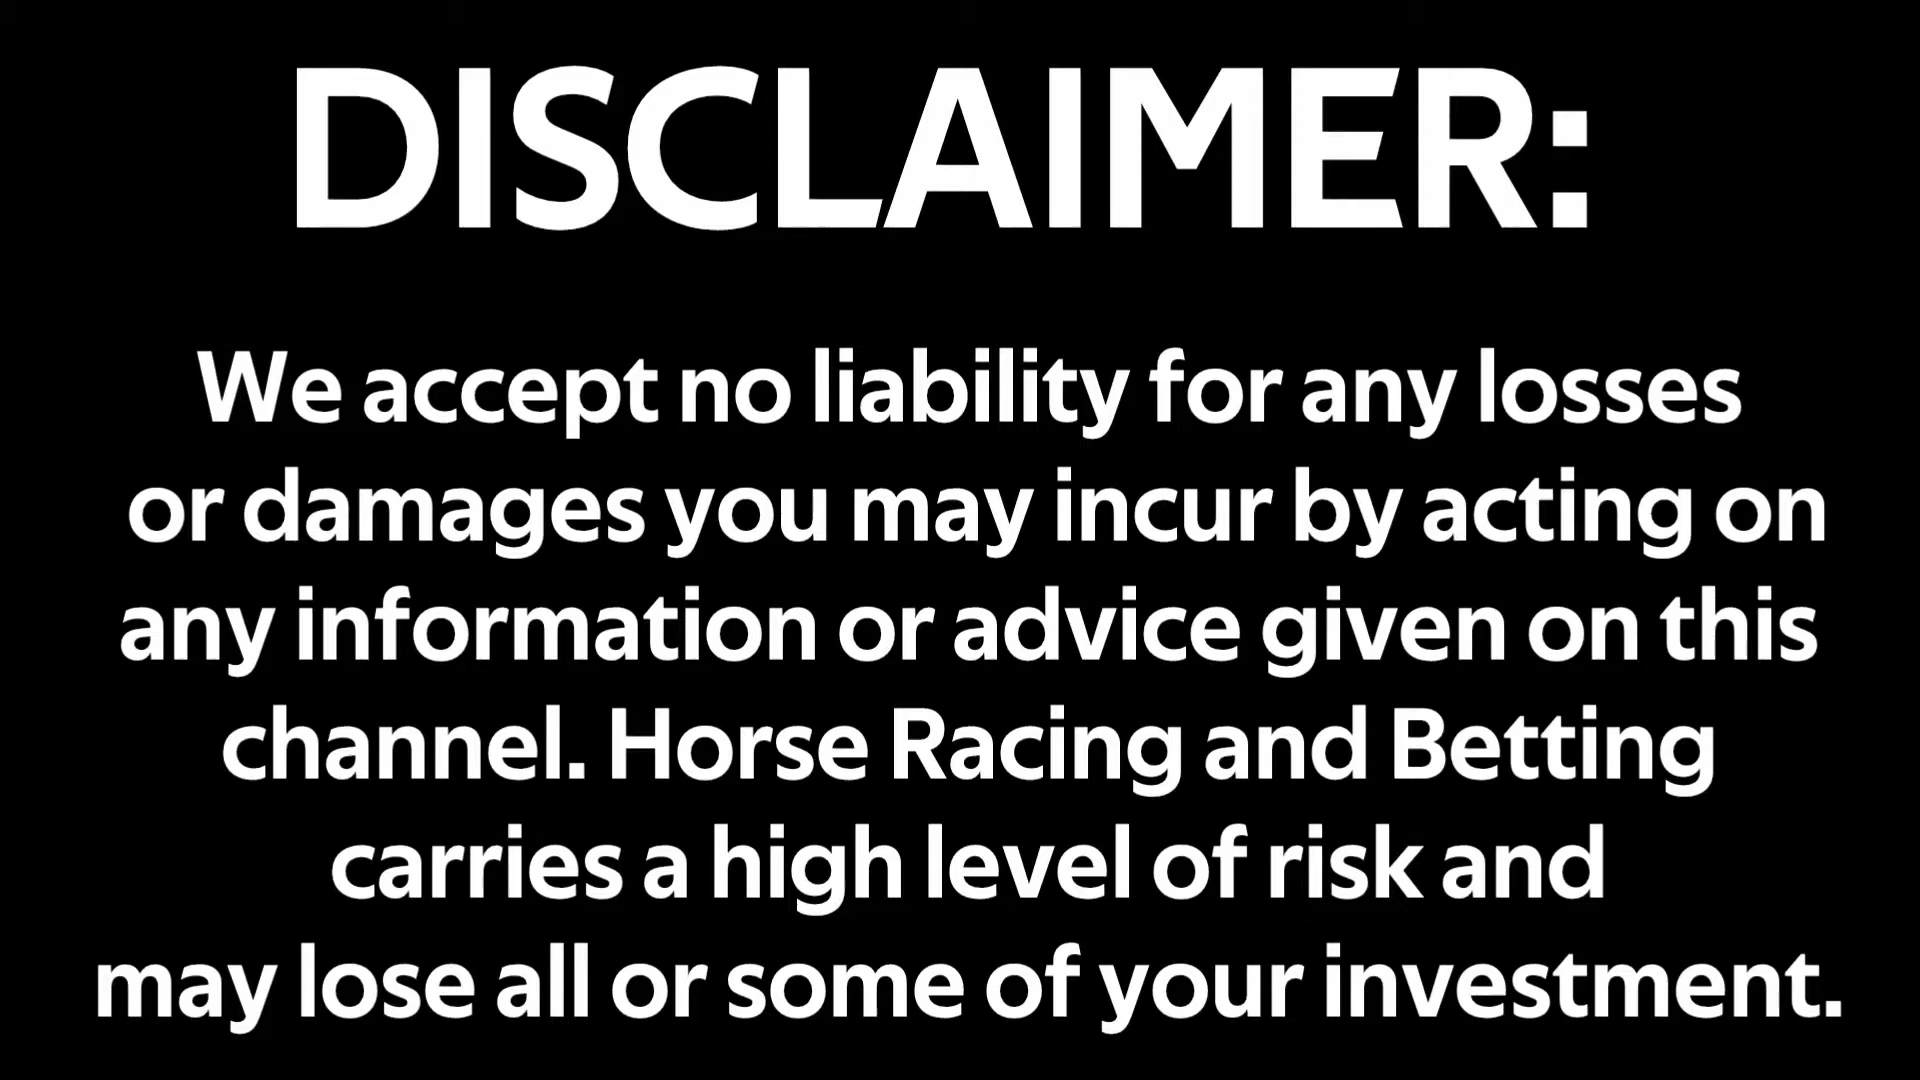 DISCLAIMER:
We accept no liability for any losses
or damages you may incur by acting on
any information or advice given on this
channel. Horse Racing and Betting
carries a high level of risk and
may lose all or some of your investment.